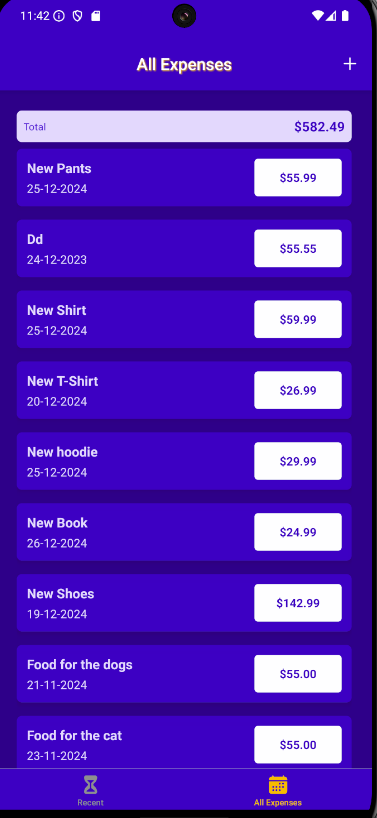 11:42
All Expenses
+
Total $582.49
New Pants
25-12-2024
$55.99
Dd
24-12-2023
$55.55
New Shirt
25-12-2024
$59.99
New T-Shirt
20-12-2024
$26.99
New hoodie
25-12-2024
$29.99
New Book
26-12-2024
$24.99
New Shoes
19-12-2024
$142.99
Food for the dogs
21-11-2024
$55.00
Food for the cat
23-11-2024
$55.00
Recent
All Expenses